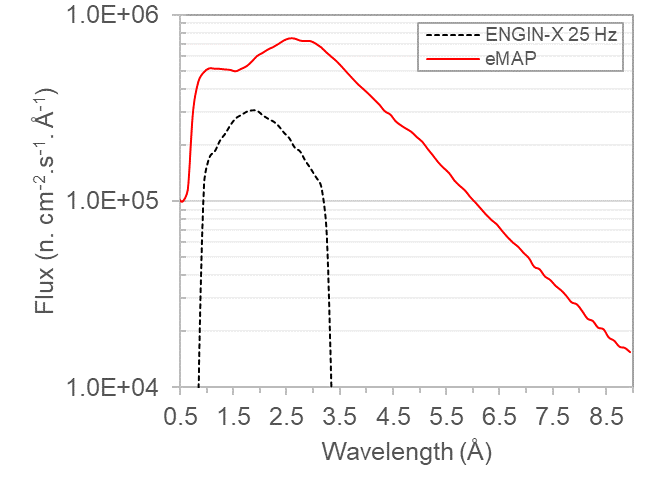 1.0E+06
ENGIN-X 25 Hz
eMAP
Flux (n. cm⁻².s⁻¹.Å⁻¹)
1.0E+05
1.0E+04
0.5 1.5 2.5 3.5 4.5 5.5 6.5 7.5 8.5
Wavelength (Å)